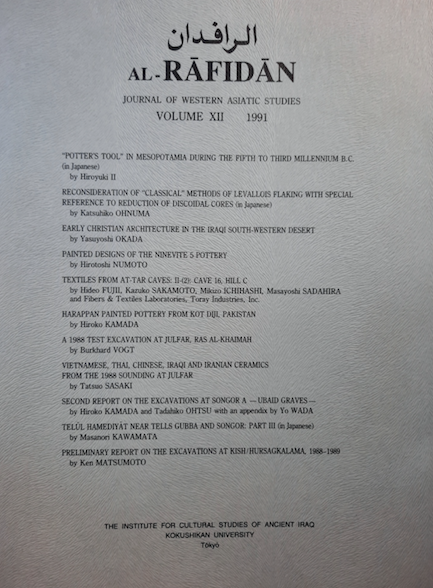 الرافدان
AL-RĀFIDĀN
JOURNAL OF WESTERN ASIATIC STUDIES
VOLUME XII 1991
"POTTER'S TOOL" IN MESOPOTAMIA DURING THE FIFTH TO THIRD MILLENNIUM B.C.
(in Japanese)
by Hiroyuki II
RECONSIDERATION OF "CLASSICAL" METHODS OF LEVALLOIS FLAKING WITH SPECIAL
REFERENCE TO REDUCTION OF DISCOIDAL CORES (in Japanese)
by Katsuhiko OHNUMA
EARLY CHRISTIAN ARCHITECTURE IN THE IRAQI SOUTH-WESTERN DESERT
by Yasuyoshi OKADA
PAINTED DESIGNS OF THE NINEVITE 5 POTTERY
by Hirotoshi NUMOTO
TEXTILES FROM AT-TAR CAVES: II-(2): CAVE 16, HILL C
by Hideo FUJII, Kazuko SAKAMOTO, Mikizo ICHIHASHI, Masayoshi SADAHIRA
and Fibers & Textiles Laboratories, Toray Industries, Inc.
HARAPPAN PAINTED POTTERY FROM KOT DIJI, PAKISTAN
by Hiroko KAMADA
A 1988 TEST EXCAVATION AT JULFAR, RAS AL-KHAIMAH
by Burkhard VOGT
VIETNAMESE, THAI, CHINESE, IRAQI AND IRANIAN CERAMICS
FROM THE 1988 SOUNDING AT JULFAR
by Tatsuo SASAKI
SECOND REPORT ON THE EXCAVATIONS AT SONGOR A — UBAID GRAVES —
by Hiroko KAMADA and Tadahiko OHTSU with an appendix by Yo WADA
TELŪL HAMEDIYĀT NEAR TELLS GUBBA AND SONGOR: PART III (in Japanese)
by Masanori KAWAMATA
PRELIMINARY REPORT ON THE EXCAVATIONS AT KISH/HURSAGKALAMA, 1988–1989
by Ken MATSUMOTO
THE INSTITUTE FOR CULTURAL STUDIES OF ANCIENT IRAQ
KOKUSHIKAN UNIVERSITY
Tōkyō